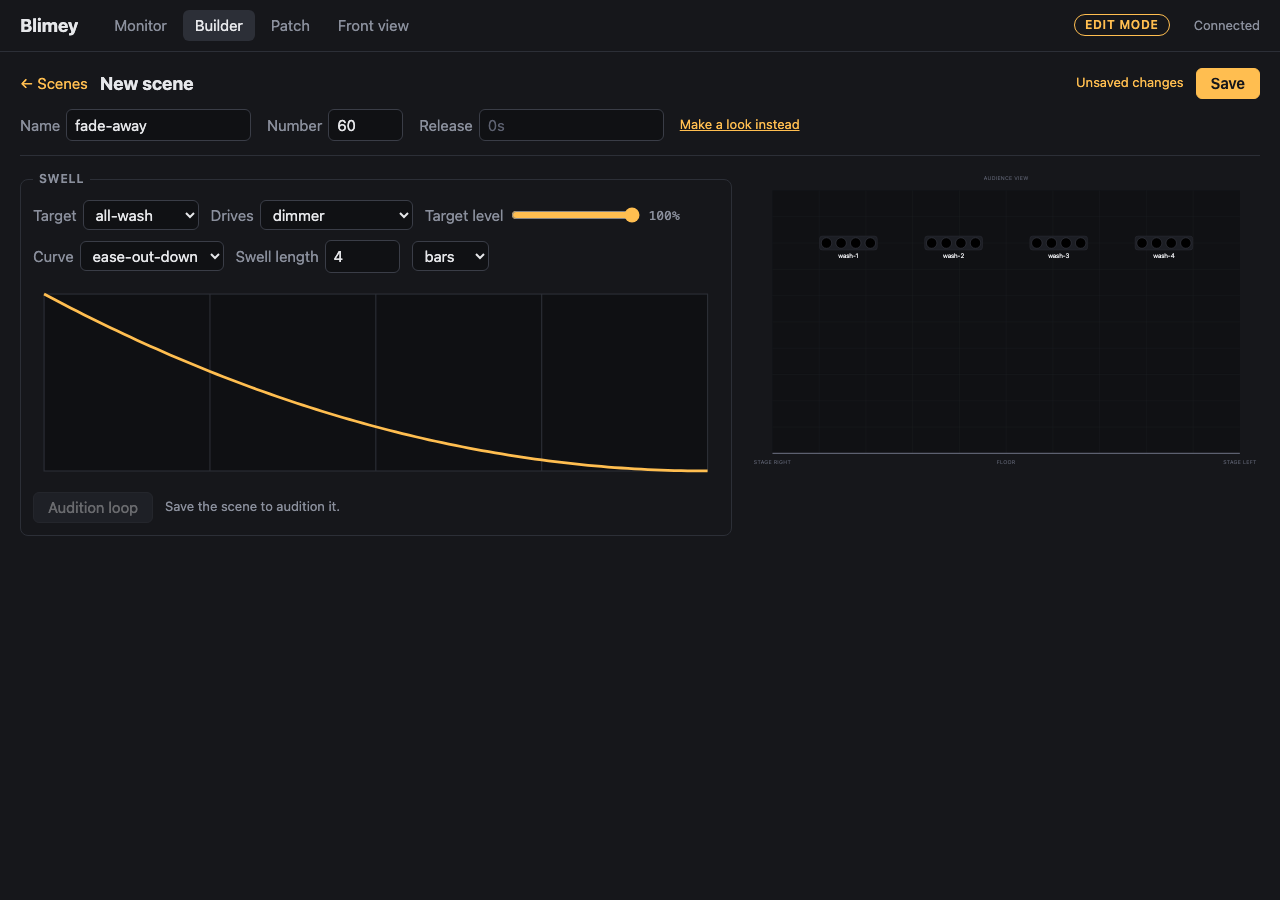 Blimey Monitor Builder Patch Front view EDIT MODE Connected
← Scenes New scene Unsaved changes Save
Name fade-away Number 60 Release 0s Make a look instead
SWELL
Target all-wash Drives dimmer Target level 100%
Curve ease-out-down Swell length 4 bars
Audition loop Save the scene to audition it.
AUDIENCE VIEW
wash-1 wash-2 wash-3 wash-4
STAGE RIGHT FLOOR STAGE LEFT